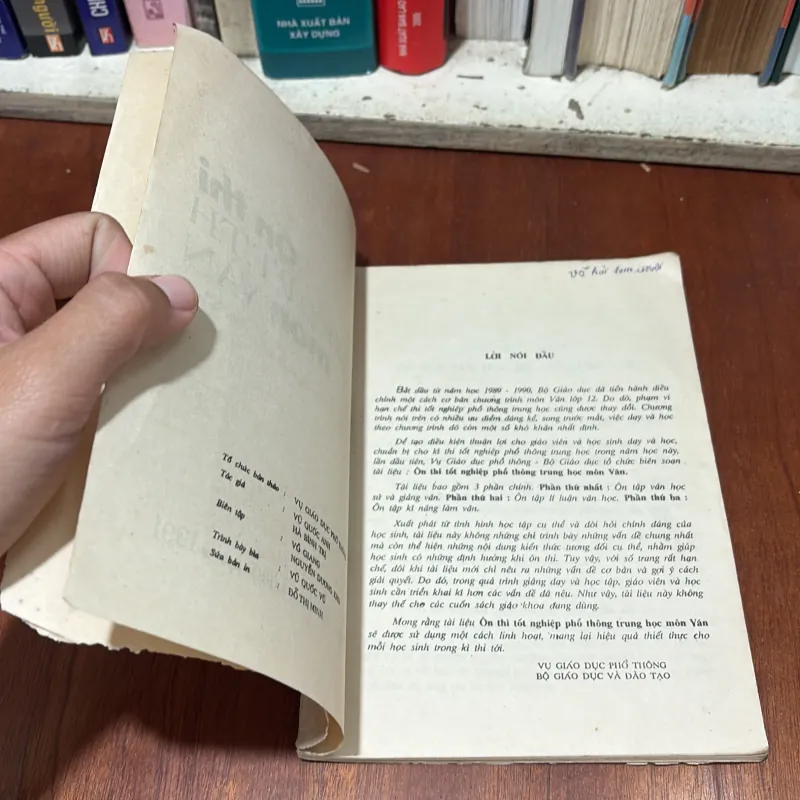 người
CH
NHÀ XUẤT BẢN
XÂY DỰNG
ôn thi
Tổ chức bản thảo : VỤ GIÁO DỤC PHỔ
Tác giả : VŨ QUỐC ANH
HÀ BÌNH TRỊ
Biên tập : VÕ GIANG
NGUYỄN DƯƠNG
Trình bày bìa : VŨ QUỐC VỸ
Sửa bản in : ĐỖ THỊ MINH
LỜI NÓI ĐẦU
Bắt đầu từ năm học 1989 - 1990, Bộ Giáo dục đã tiến hành điều
chỉnh một cách cơ bản chương trình môn Văn lớp 12. Do đó, phạm vi
hạn chế thi tốt nghiệp phổ thông trung học cũng được thay đổi. Chương
trình nói trên có nhiều ưu điểm đáng kể, song trước mắt, việc dạy và học
theo chương trình đó còn một số khó khăn nhất định.
Để tạo điều kiện thuận lợi cho giáo viên và học sinh dạy và học,
chuẩn bị cho kì thi tốt nghiệp phổ thông trung học trong năm học này,
lần đầu tiên, Vụ Giáo dục phổ thông - Bộ Giáo dục tổ chức biên soạn
tài liệu : Ôn thi tốt nghiệp phổ thông trung học môn Văn.
Tài liệu bao gồm 3 phần chính. Phần thứ nhất : Ôn tập văn học
sử và giảng văn. Phần thứ hai : Ôn tập lí luận văn học. Phần thứ ba :
Ôn tập kĩ năng làm văn.
Xuất phát từ tình hình học tập cụ thể và đòi hỏi chính đáng của
học sinh, tài liệu này không những chỉ trình bày những vấn đề chung nhất
mà còn thể hiện những nội dung kiến thức tương đối cụ thể, nhằm giúp
học sinh có những định hướng khi ôn thi. Tuy vậy, với số trang rất hạn
chế, đôi khi tài liệu mới chỉ nêu ra những vấn đề cơ bản và gợi ý cách
giải quyết. Do đó, trong quá trình giảng dạy và học tập, giáo viên và học
sinh cần triển khai kĩ hơn các vấn đề đã nêu. Như vậy, tài liệu này không
thay thế cho các cuốn sách giáo khoa đang dùng.
Mong rằng tài liệu Ôn thi tốt nghiệp phổ thông trung học môn Văn
sẽ được sử dụng một cách linh hoạt, mang lại hiệu quả thiết thực cho
mỗi học sinh trong kì thi tới.
VỤ GIÁO DỤC PHỔ THÔNG
BỘ GIÁO DỤC VÀ ĐÀO TẠO